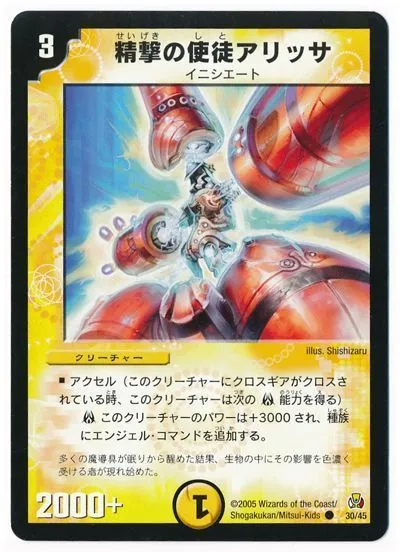 3
せいげき しと
精撃の使徒アリッサ
イニシエート
illus. Shishizaru
クリーチャー
■ アクセル（このクリーチャーにクロスギアがクロスさ
れている時、このクリーチャーは次の 能力を得る）
このクリーチャーのパワーは＋3000 され、種族
にエンジェル・コマンドを追加する。
多くの魔導具が眠りから醒めた結果、生物の中にその影響を色濃く
受ける者が現れ始めた。
2000+
1
©2005 Wizards of the Coast/
Shogakukan/Mitsui-Kids ● 30/45